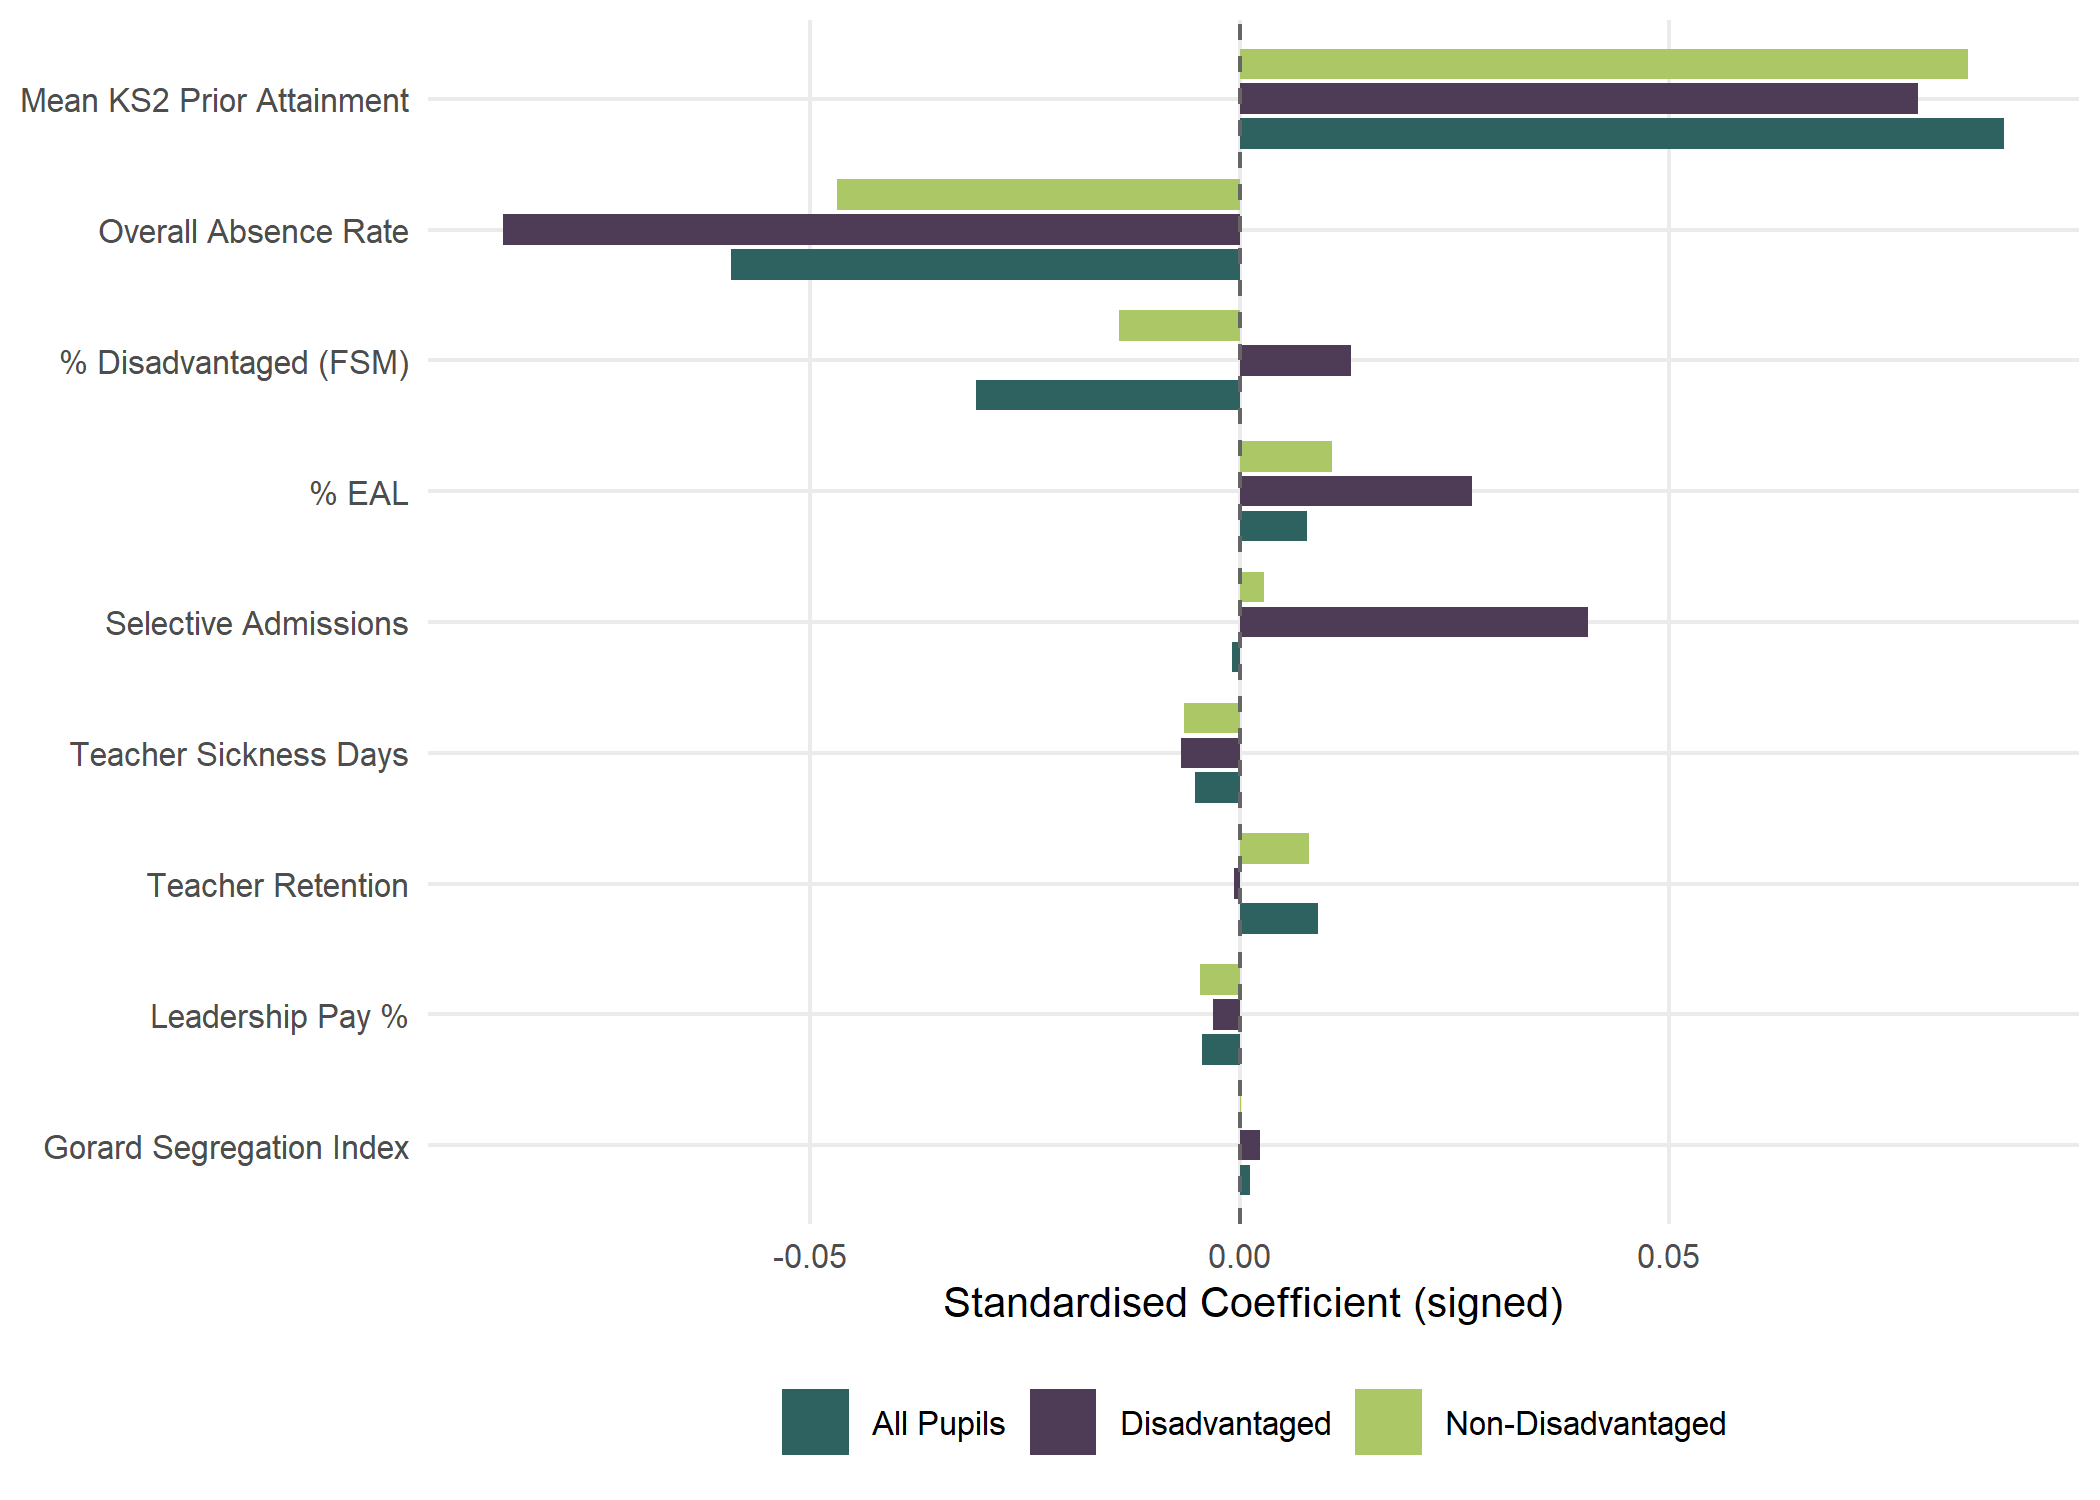 Mean KS2 Prior Attainment
Overall Absence Rate
% Disadvantaged (FSM)
% EAL
Selective Admissions
Teacher Sickness Days
Teacher Retention
Leadership Pay %
Gorard Segregation Index
-0.05 0.00 0.05
Standardised Coefficient (signed)
All Pupils Disadvantaged Non-Disadvantaged